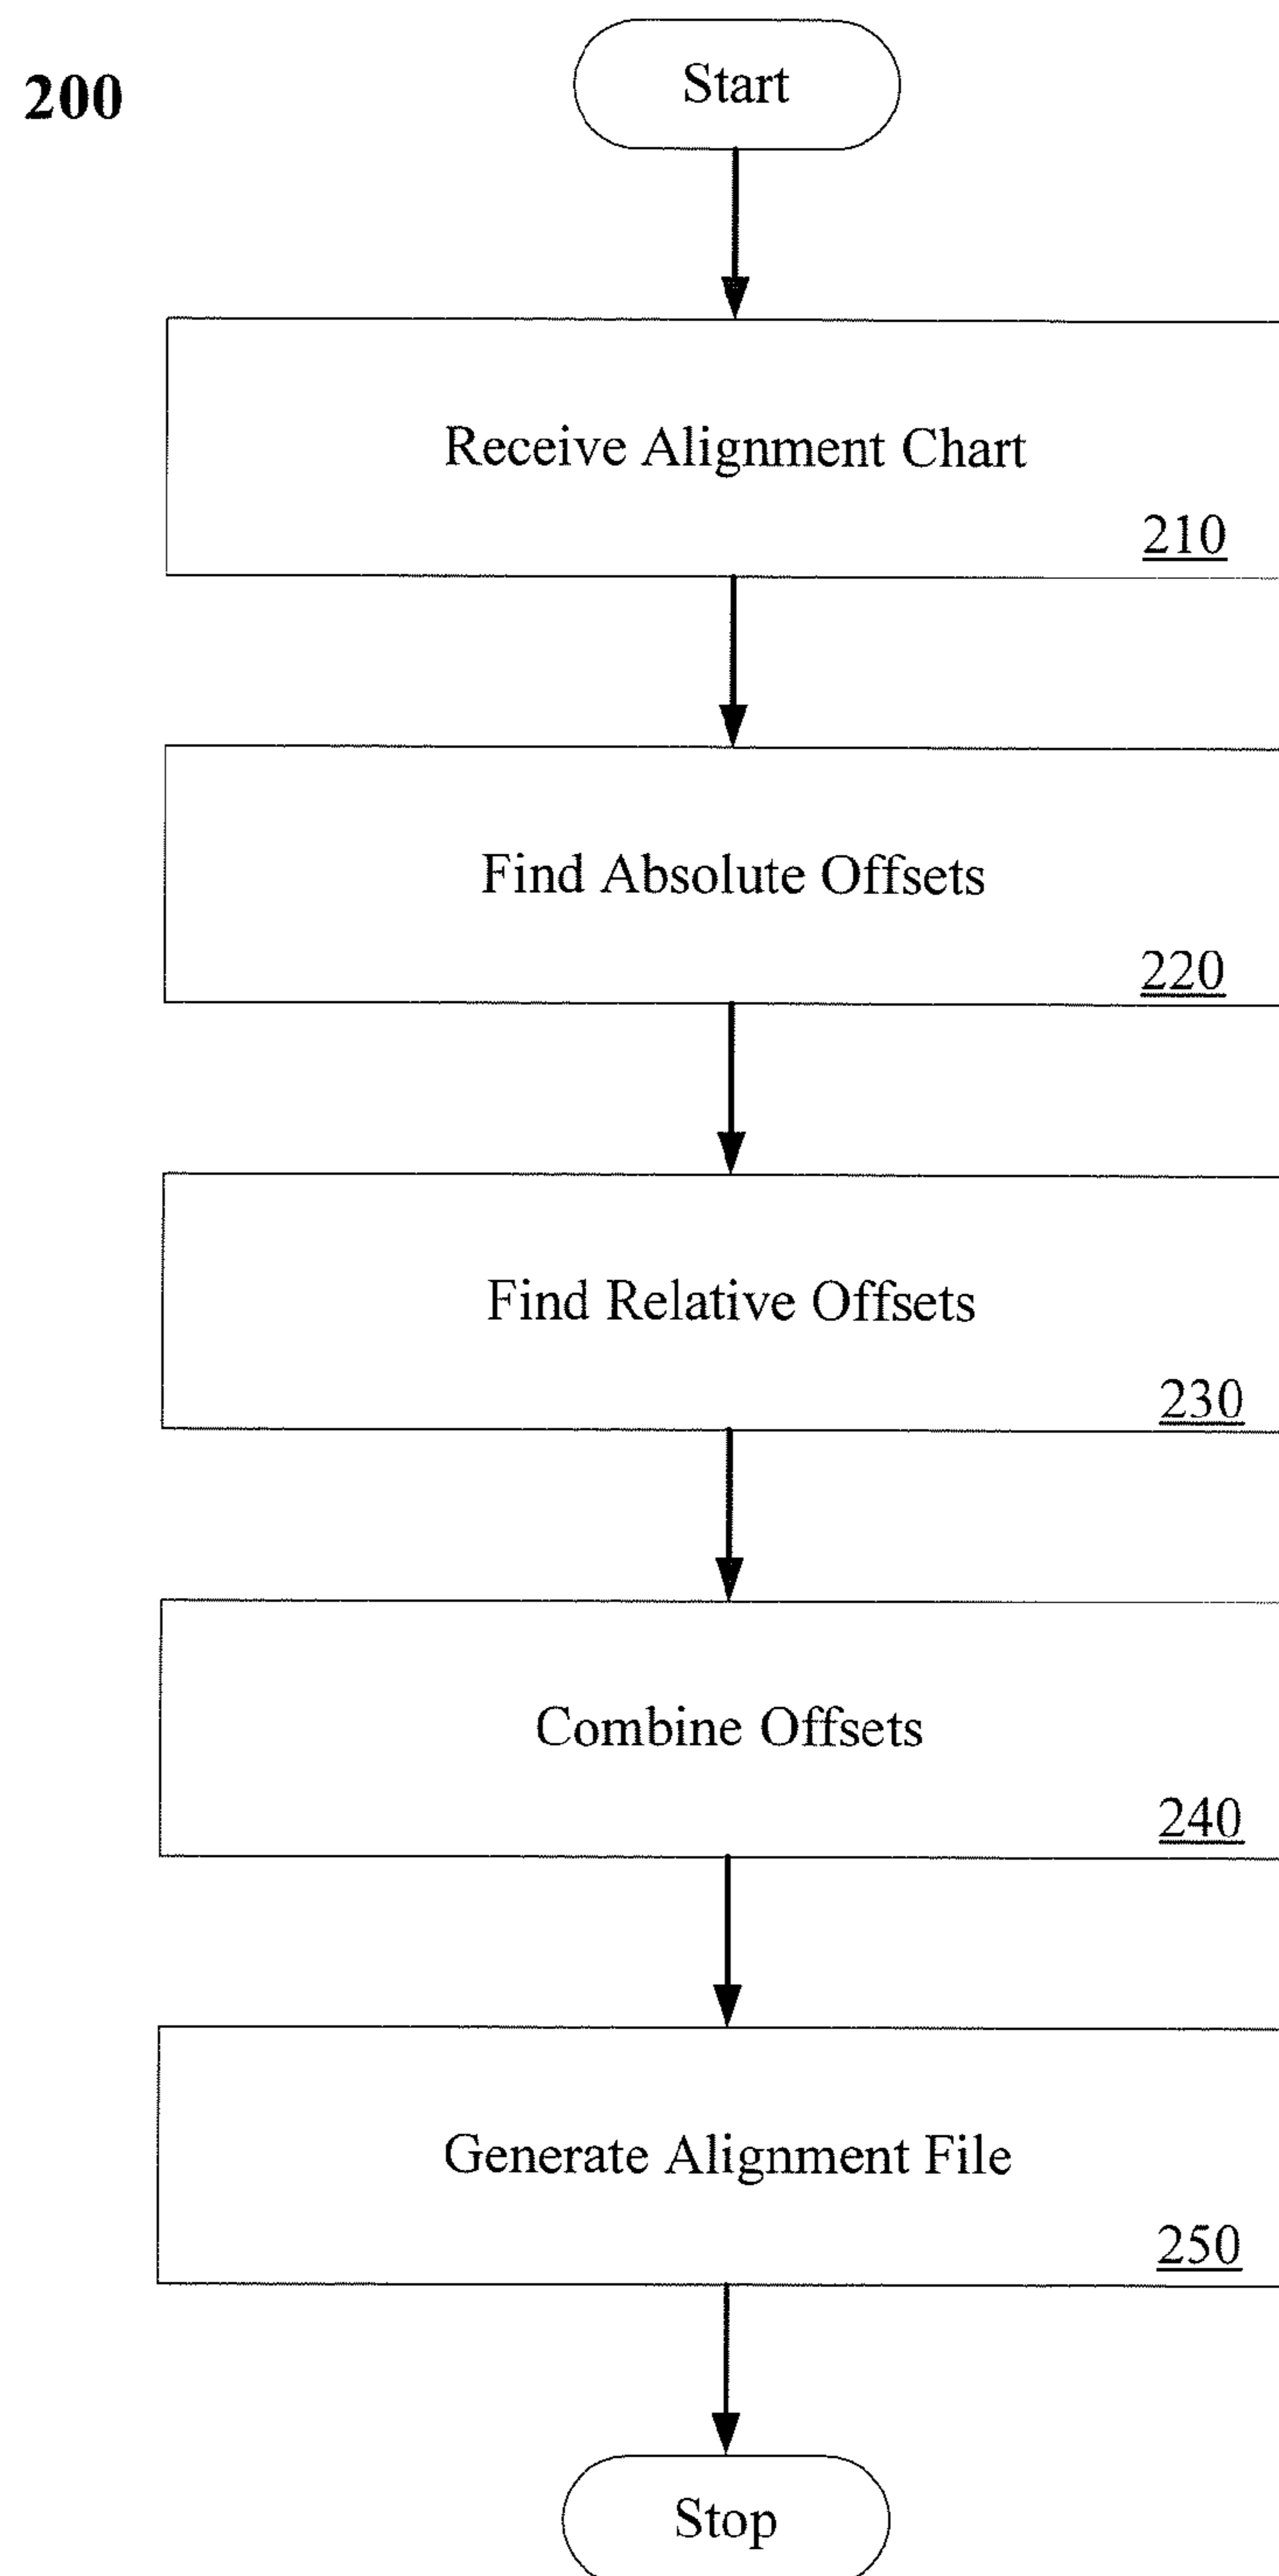 200
Start
Receive Alignment Chart
210
Find Absolute Offsets
220
Find Relative Offsets
230
Combine Offsets
240
Generate Alignment File
250
Stop